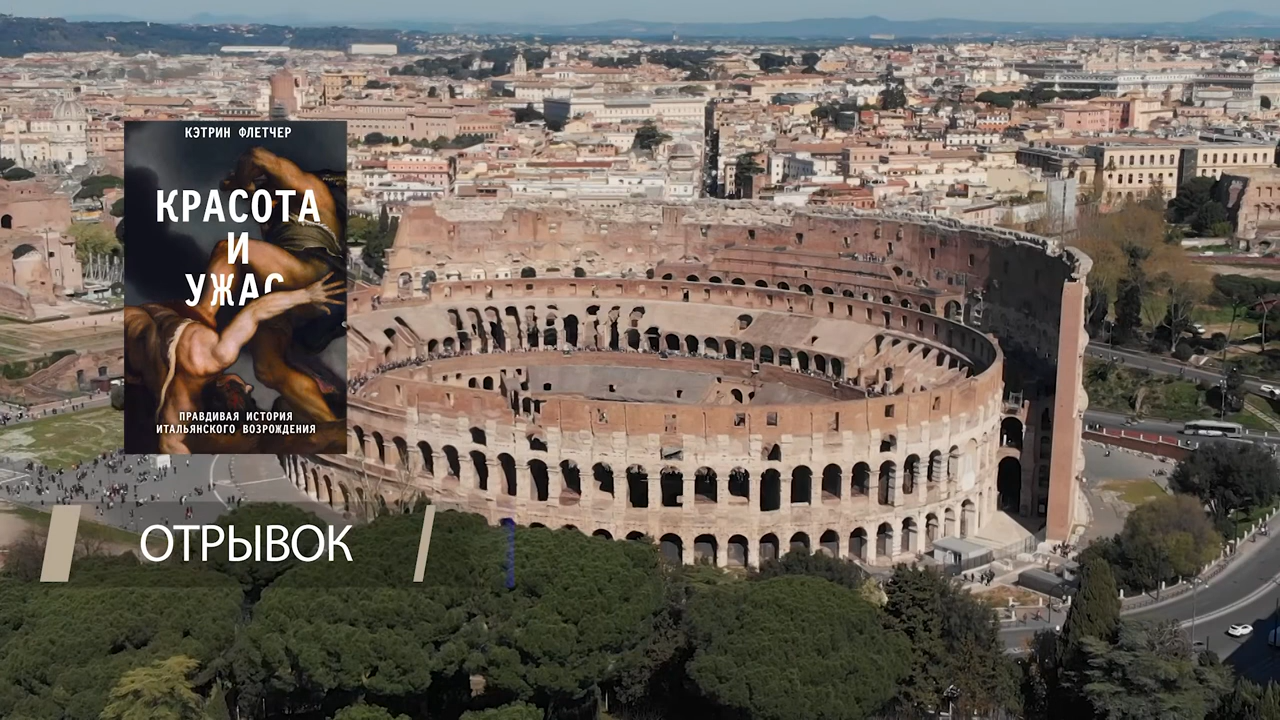 КЭТРИН ФЛЕТЧЕР
КРАСОТА
И
УЖАС
ПРАВДИВАЯ ИСТОРИЯ
ИТАЛЬЯНСКОГО ВОЗРОЖДЕНИЯ
ОТРЫВОК